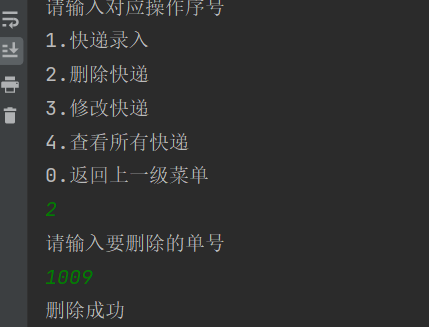 请输入对应操作序号
1.快递录入
2.删除快递
3.修改快递
4.查看所有快递
0.返回上一级菜单
2
请输入要删除的单号
1009
删除成功